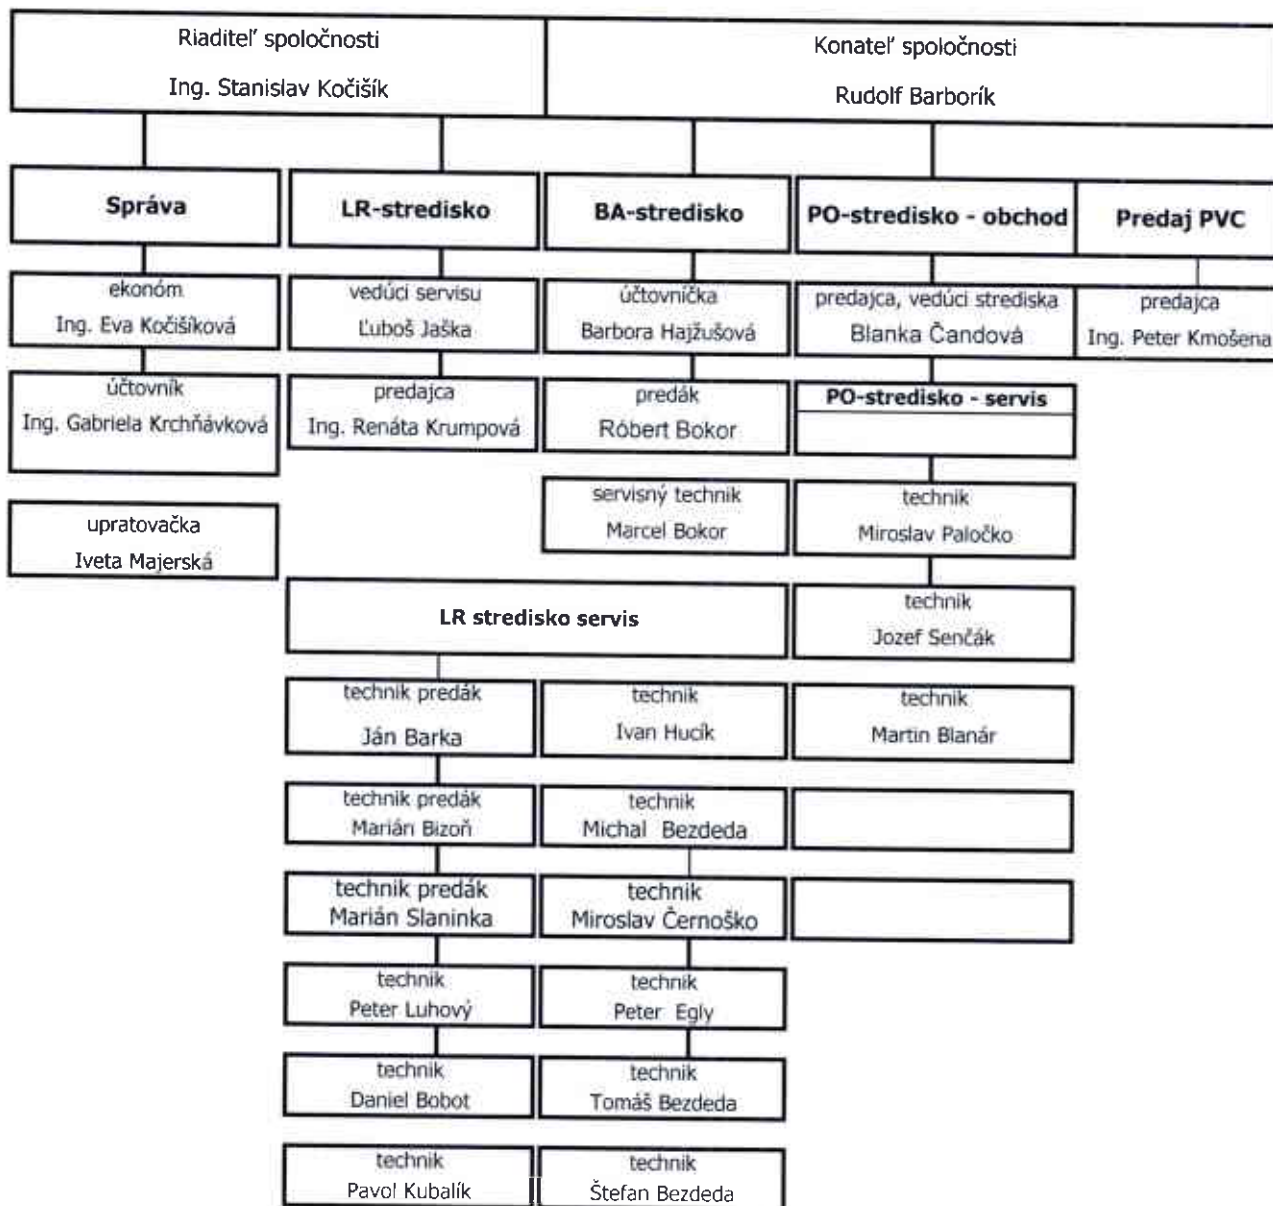 Riaditeľ spoločnosti
Ing. Stanislav Kočišík
Konateľ spoločnosti
Rudolf Barborík
Správa
LR-stredisko
BA-stredisko
PO-stredisko - obchod
Predaj PVC
ekonóm
Ing. Eva Kočišíková
vedúci servisu
Ľuboš Jaška
účtovníčka
Barbora Hajžušová
predajca, vedúci strediska
Blanka Čandová
predajca
Ing. Peter Kmošena
účtovník
Ing. Gabriela Krchňávková
predajca
Ing. Renáta Krumpová
predák
Róbert Bokor
PO-stredisko - servis
upratovačka
Iveta Majerská
servisný technik
Marcel Bokor
technik
Miroslav Paločko
LR stredisko servis
technik
Jozef Senčák
technik predák
Ján Barka
technik
Ivan Hucík
technik
Martin Blanár
technik predák
Marián Bizoň
technik
Michal Bezdeda
technik predák
Marián Slaninka
technik
Miroslav Černoško
technik
Peter Luhový
technik
Peter Egly
technik
Daniel Bobot
technik
Tomáš Bezdeda
technik
Pavol Kubalík
technik
Štefan Bezdeda